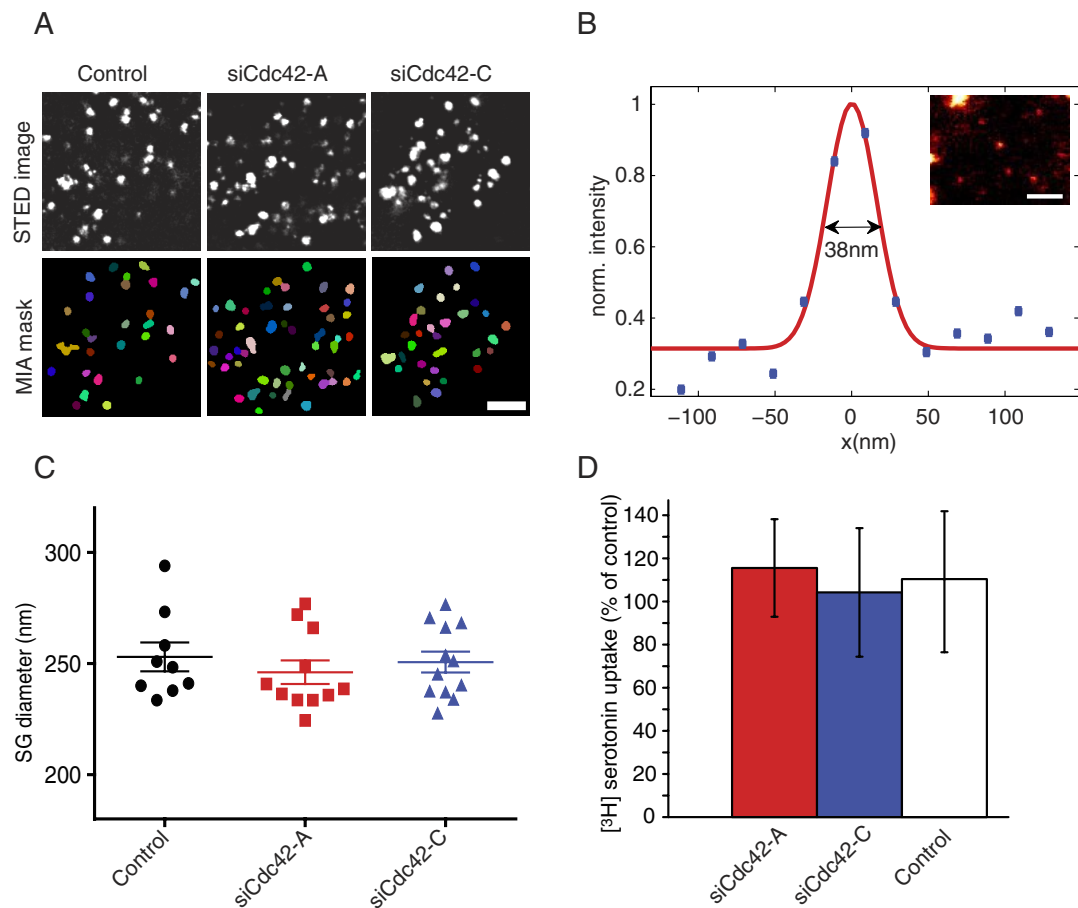 A
Control
siCdc42-A
siCdc42-C
STED image
MIA mask
B
norm. intensity
1
0.8
0.6
0.4
0.2
38nm
−100
−50
0
50
100
x(nm)
C
SG diameter (nm)
300
250
200
Control
siCdc42-A
siCdc42-C
D
[³H] serotonin uptake (% of control)
140
120
100
80
60
40
20
0
siCdc42-A
siCdc42-C
Control